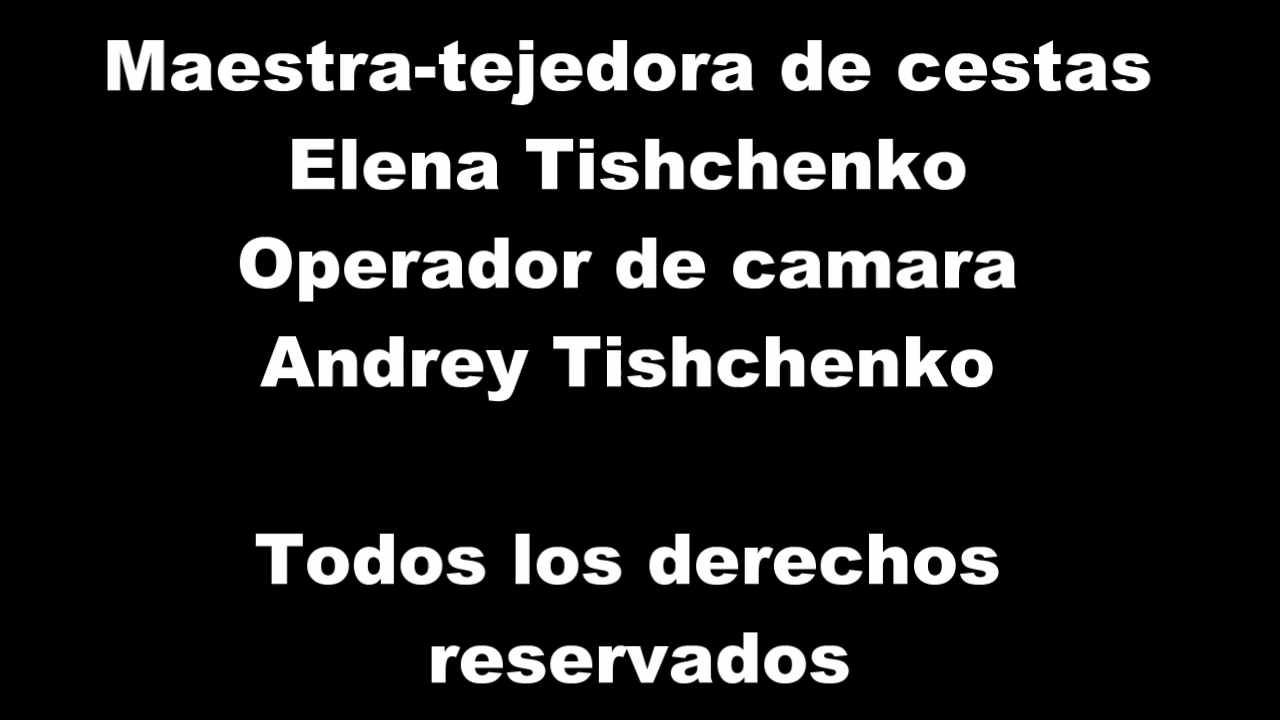 Maestra-tejedora de cestas
Elena Tishchenko
Operador de camara
Andrey Tishchenko
Todos los derechos
reservados